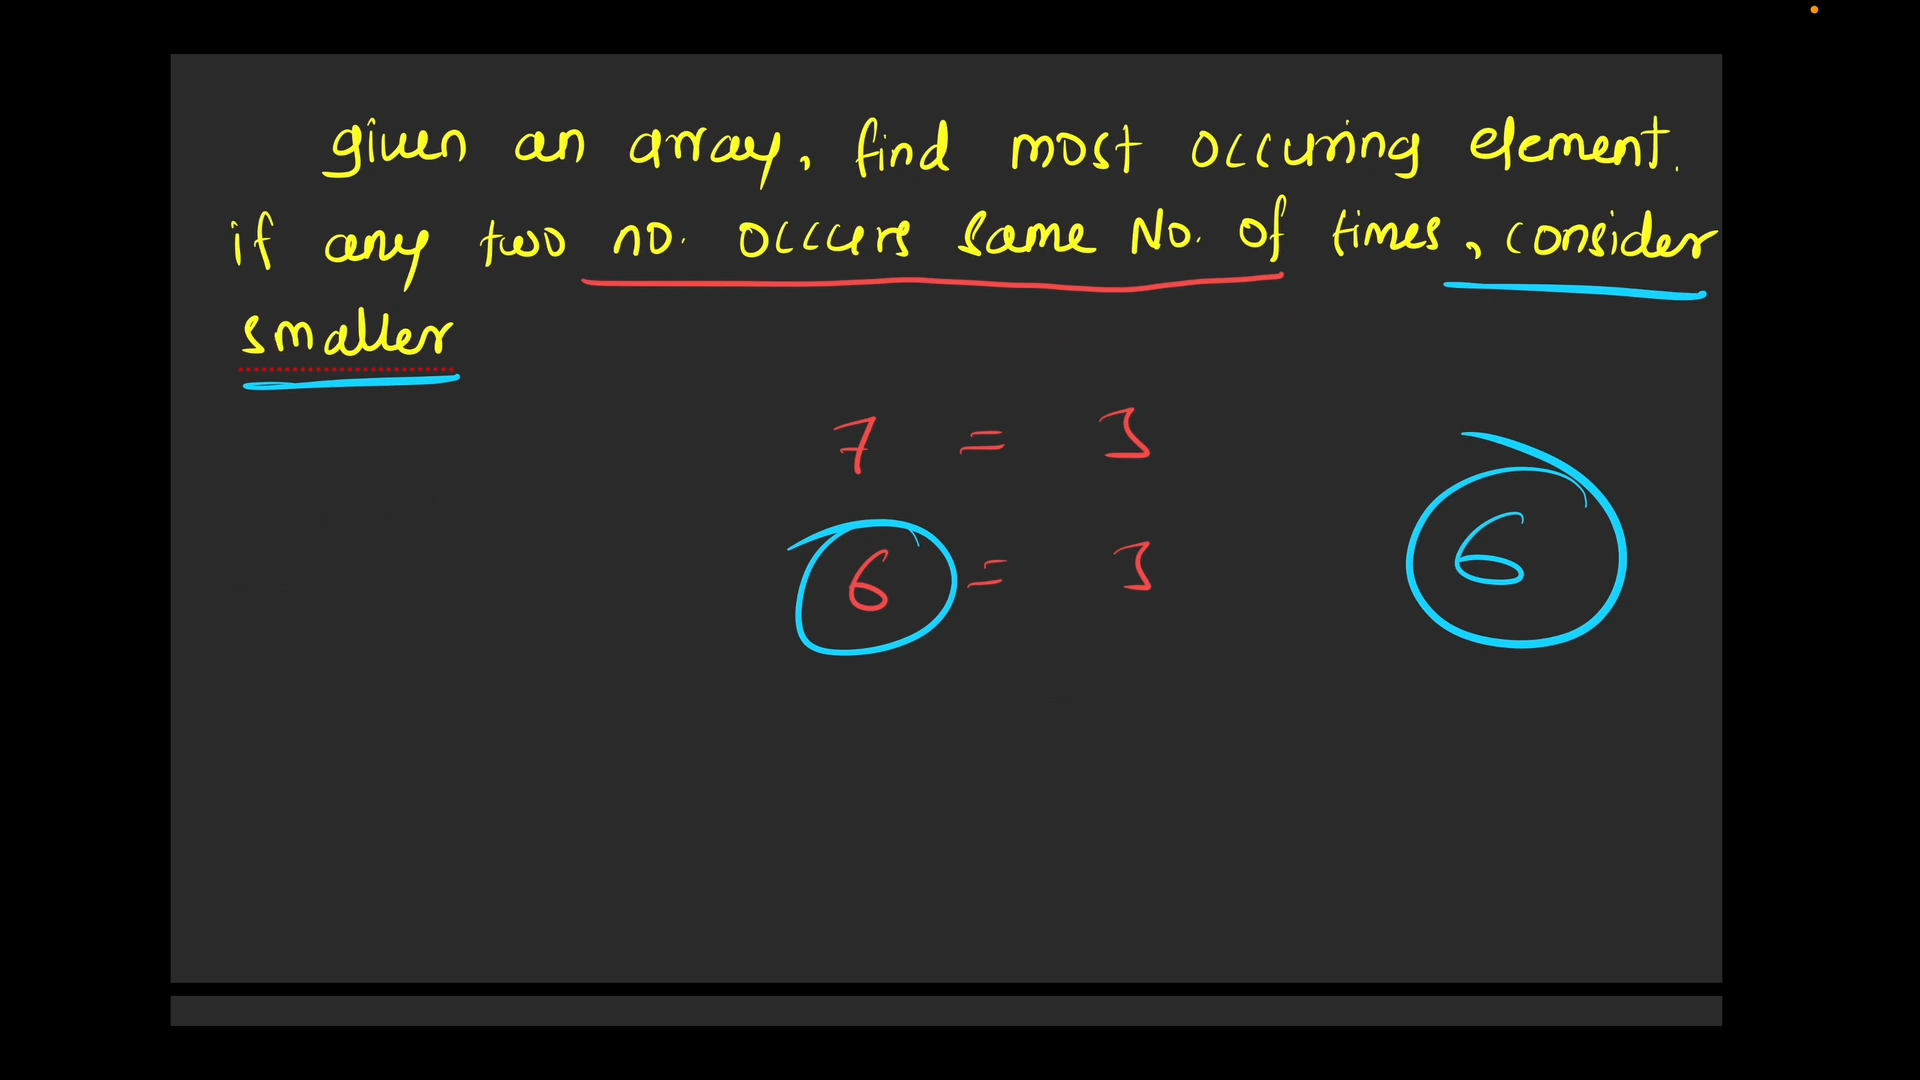 given an array, find most occuring element.
if any two no. occurs same No. of times, consider
smaller
7 = 3
6 = 3
6